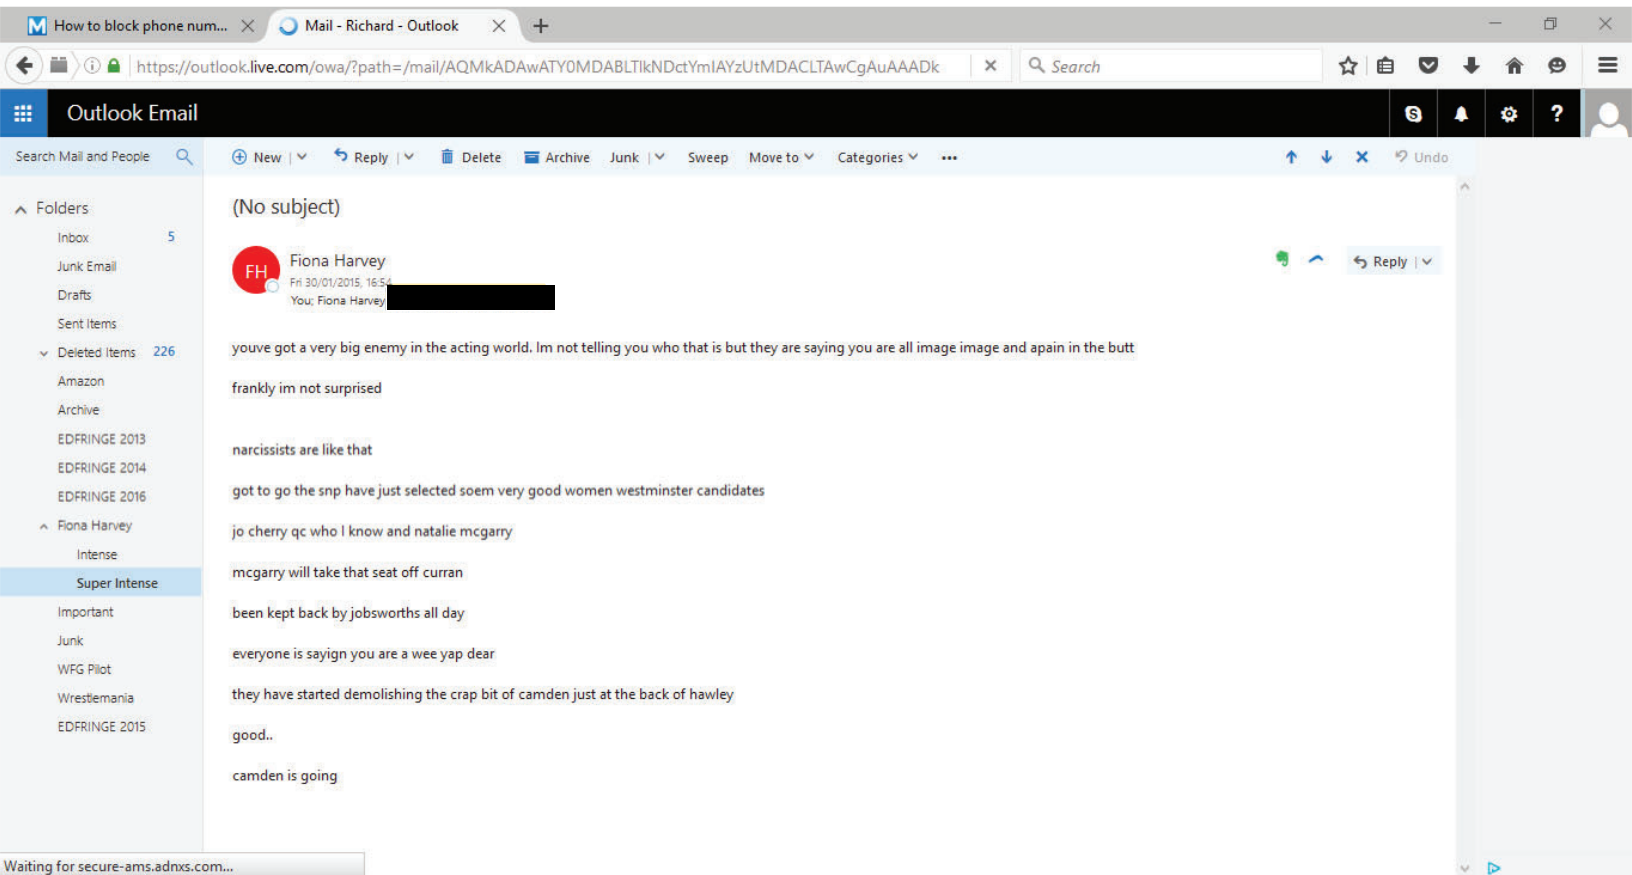 How to block phone num...
Mail - Richard - Outlook
https://outlook.live.com/owa/?path=/mail/AQMkADAwATY0MDABLTlkNDctYmIAYzUtMDACLTAwCgAuAAADk
Search
Outlook Email
Search Mail and People
New
Reply
Delete
Archive
Junk
Sweep
Move to
Categories
Undo
Folders
Inbox 5
Junk Email
Drafts
Sent Items
Deleted Items 226
Amazon
Archive
EDFRINGE 2013
EDFRINGE 2014
EDFRINGE 2016
Fiona Harvey
Intense
Super Intense
Important
Junk
WFG Pilot
Wrestlemania
EDFRINGE 2015
(No subject)
FH
Fiona Harvey
Fri 30/01/2015, 16:54
You; Fiona Harvey
Reply
youve got a very big enemy in the acting world. Im not telling you who that is but they are saying you are all image image and apain in the butt
frankly im not surprised
narcissists are like that
got to go the snp have just selected soem very good women westminster candidates
jo cherry qc who I know and natalie mcgarry
mcgarry will take that seat off curran
been kept back by jobsworths all day
everyone is sayign you are a wee yap dear
they have started demolishing the crap bit of camden just at the back of hawley
good..
camden is going
Waiting for secure-ams.adnxs.com...